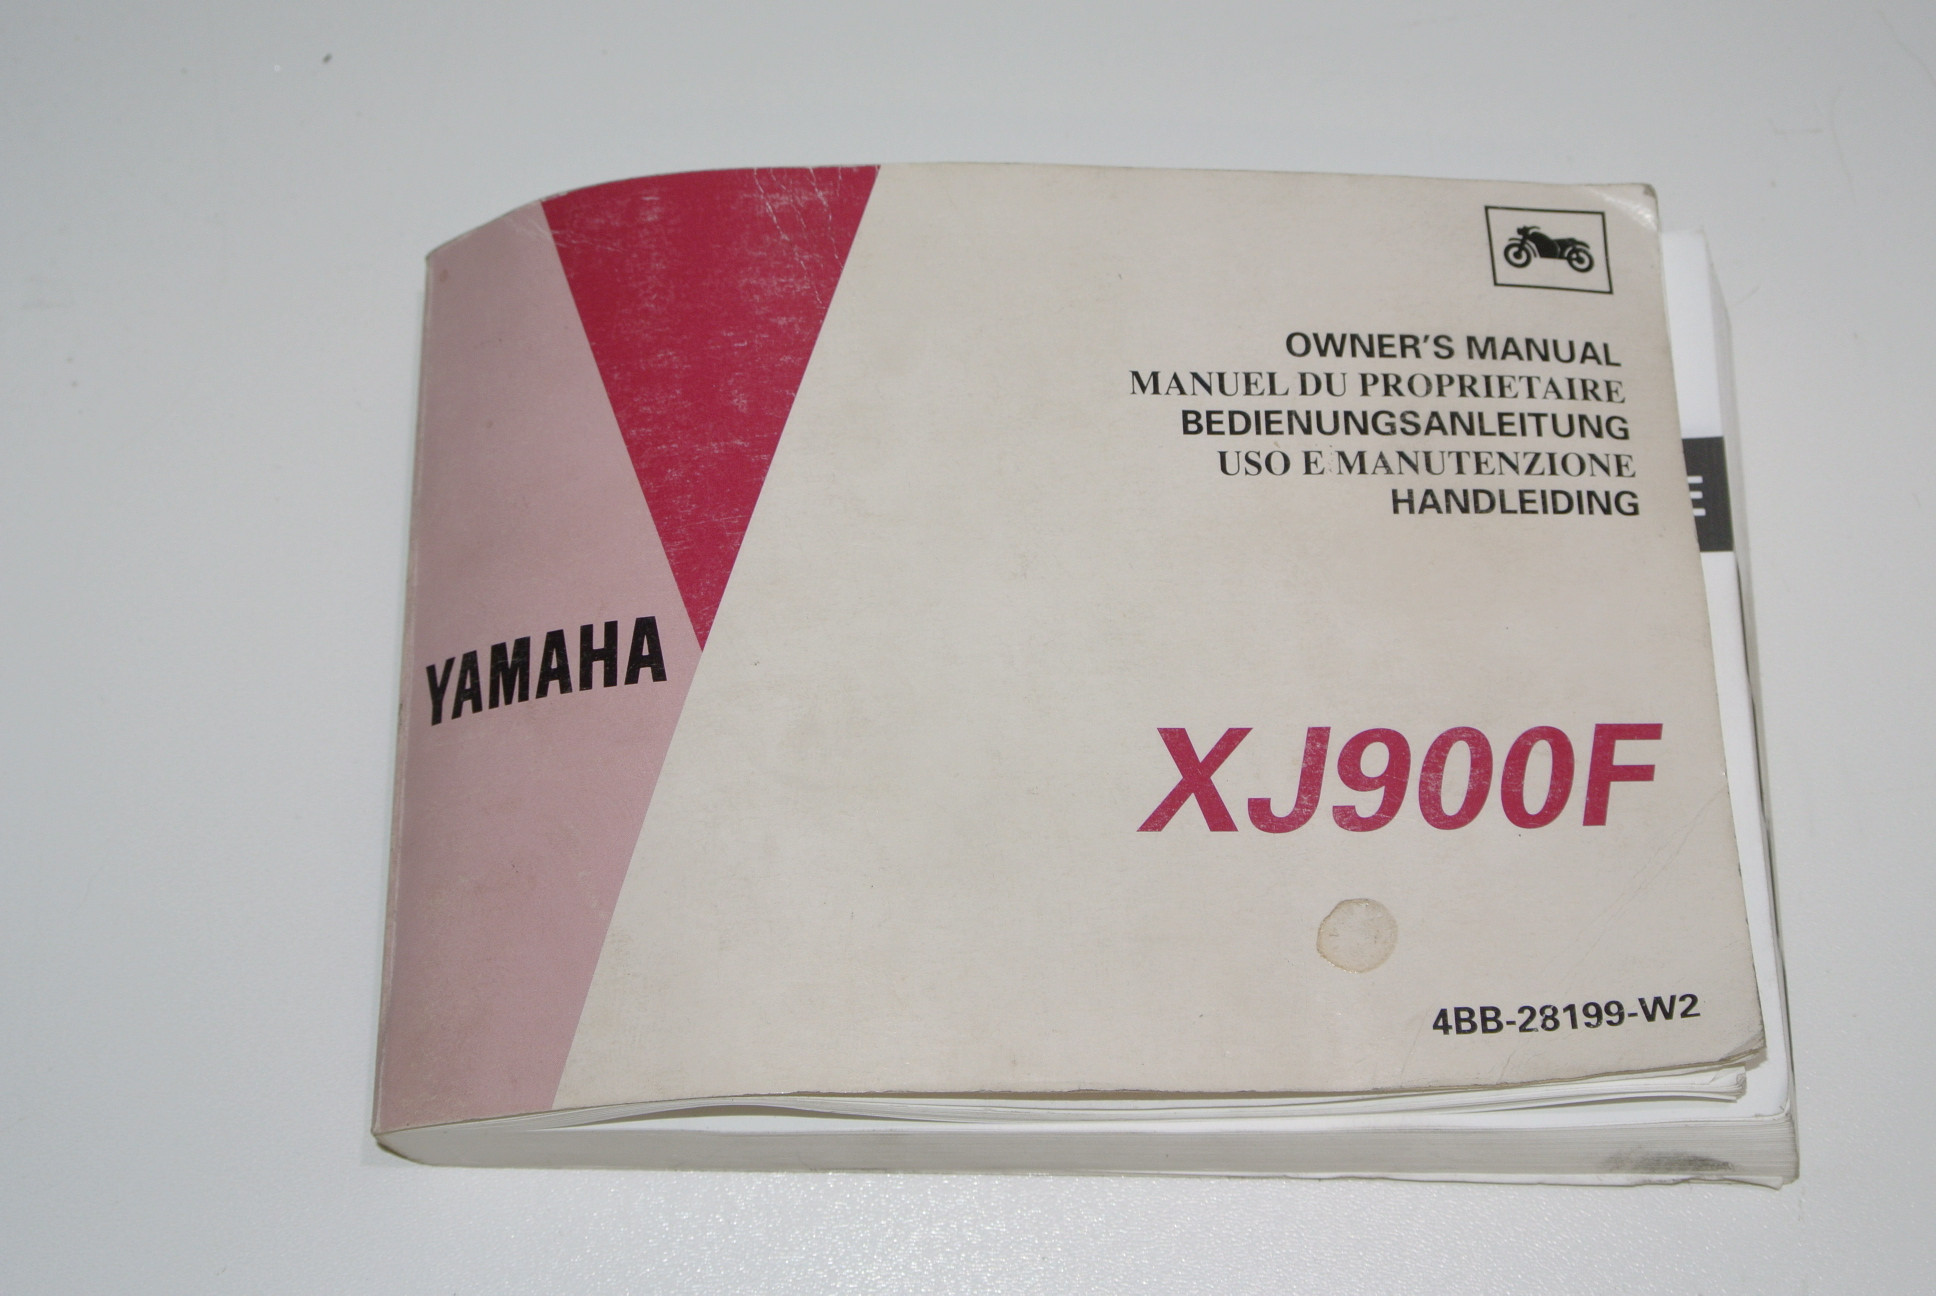 OWNER'S MANUAL
MANUEL DU PROPRIETAIRE
BEDIENUNGSANLEITUNG
USO E MANUTENZIONE
HANDLEIDING
E
YAMAHA
XJ900F
4BB-28199-W2